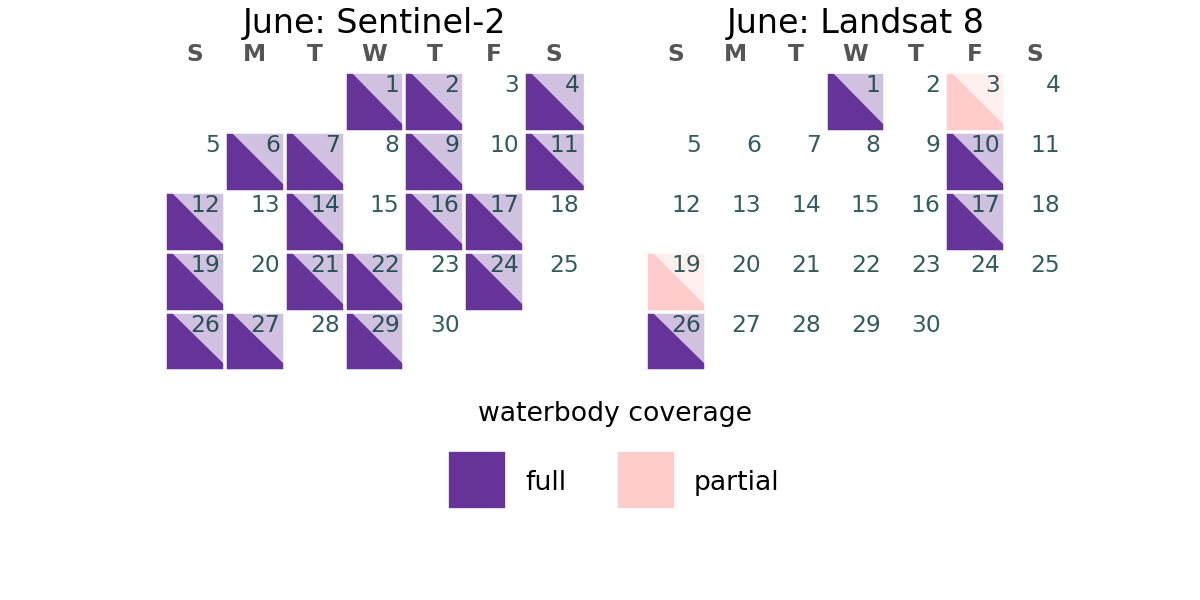 June: Sentinel-2
S M T W T F S
1 2 3 4
5 6 7 8 9 10 11
12 13 14 15 16 17 18
19 20 21 22 23 24 25
26 27 28 29 30
June: Landsat 8
S M T W T F S
1 2 3 4
5 6 7 8 9 10 11
12 13 14 15 16 17 18
19 20 21 22 23 24 25
26 27 28 29 30
waterbody coverage
full
partial